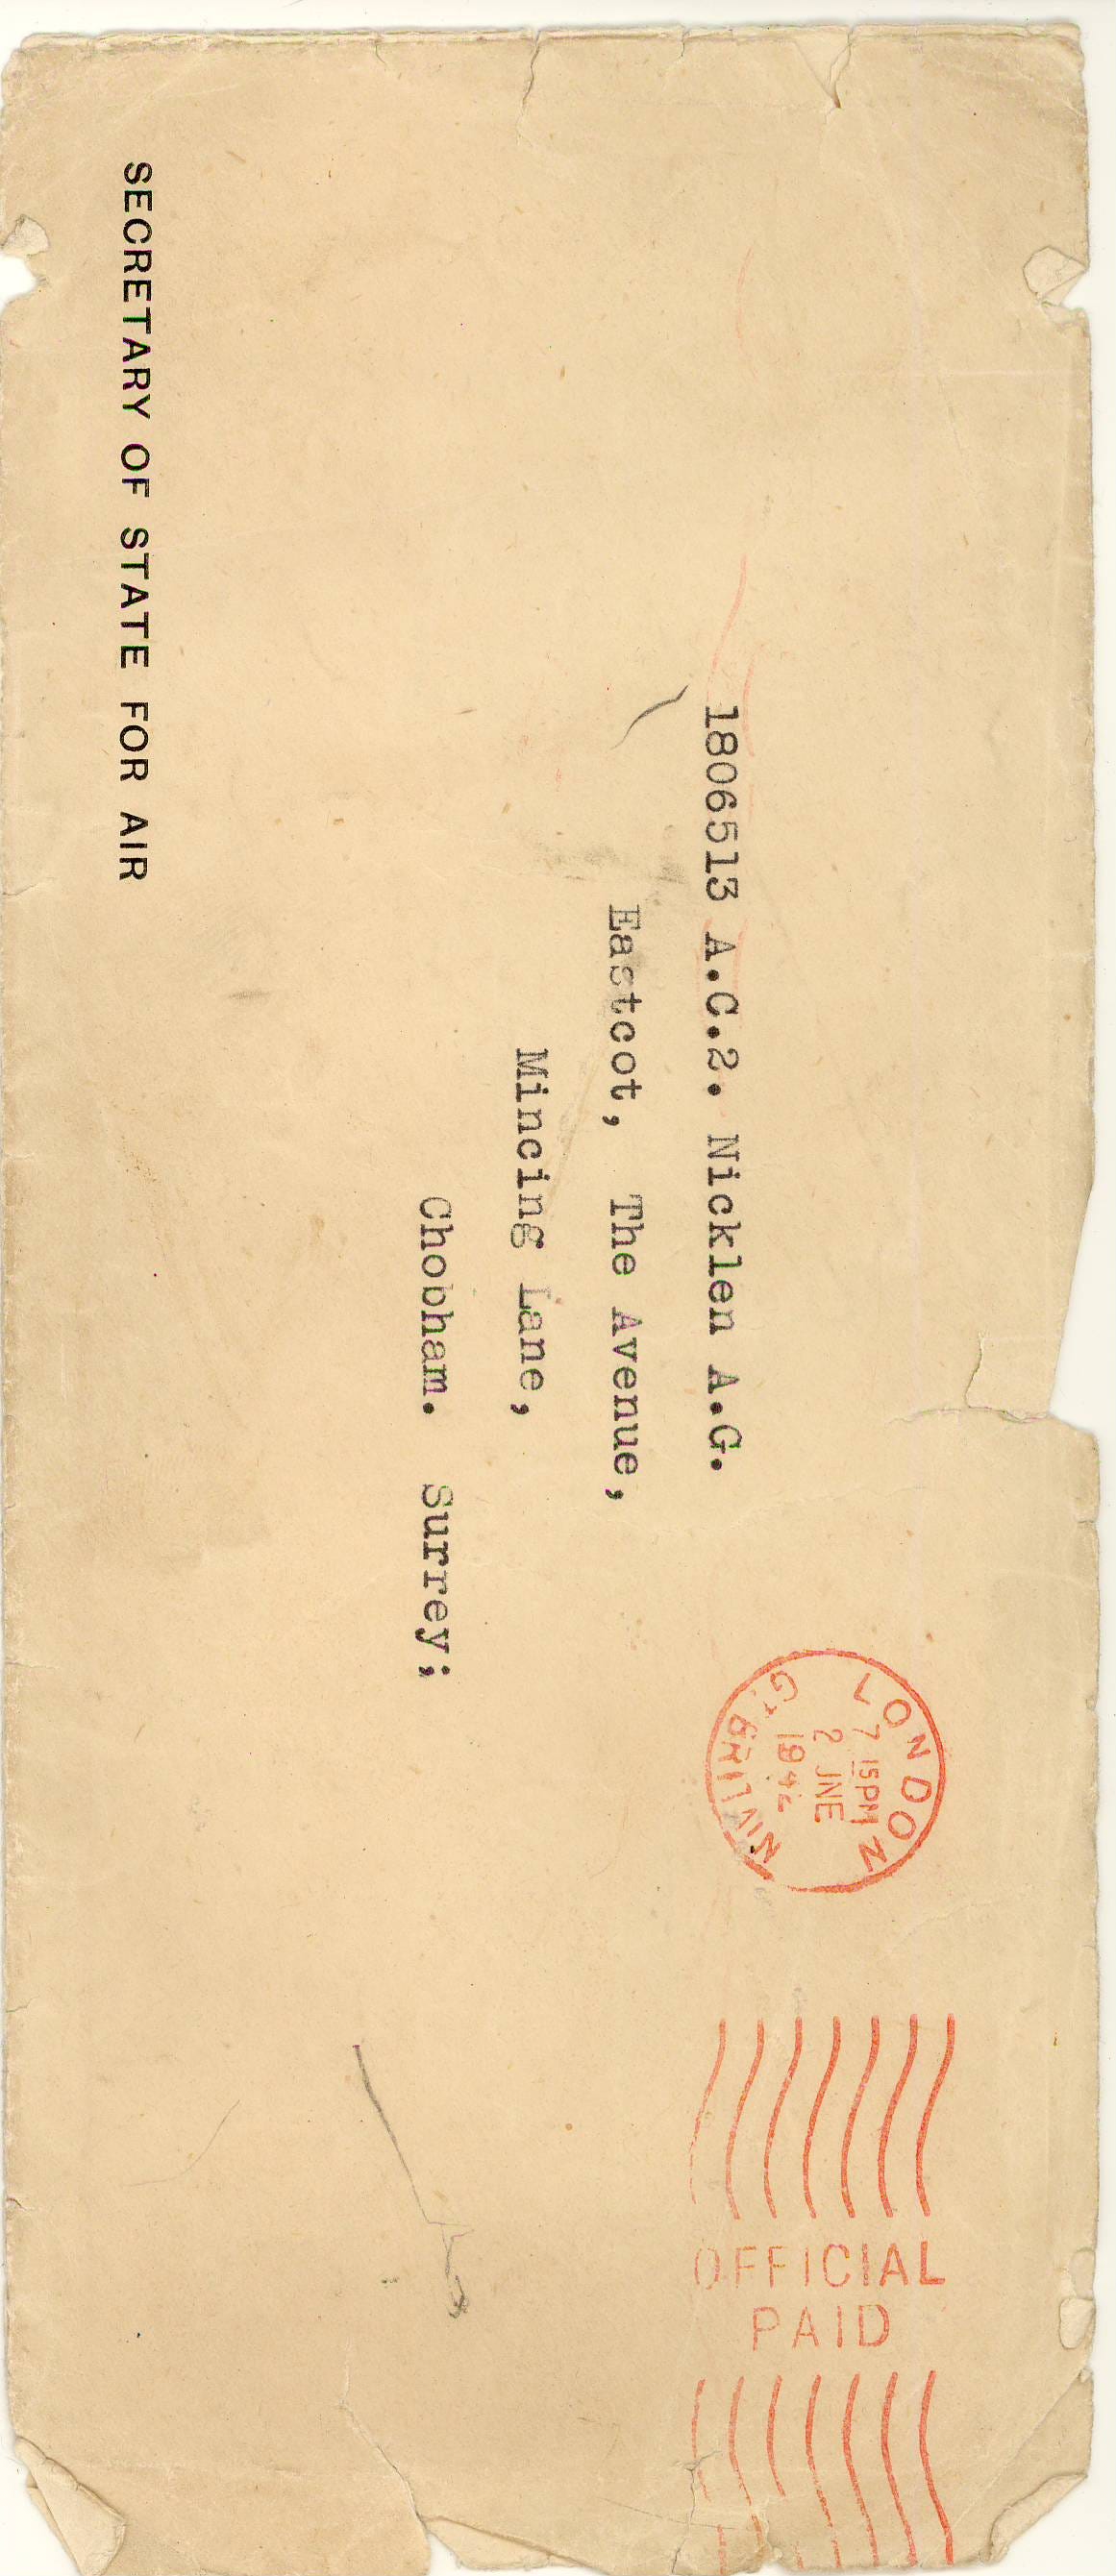 LONDON
7 15PM
2 JNE
GT. BRITAIN
OFFICIAL
PAID
1806513 A.C.2. Nicklen A.G.
Eastcot, The Avenue,
Mincing Lane,
Chobham. Surrey;
SECRETARY OF STATE FOR AIR